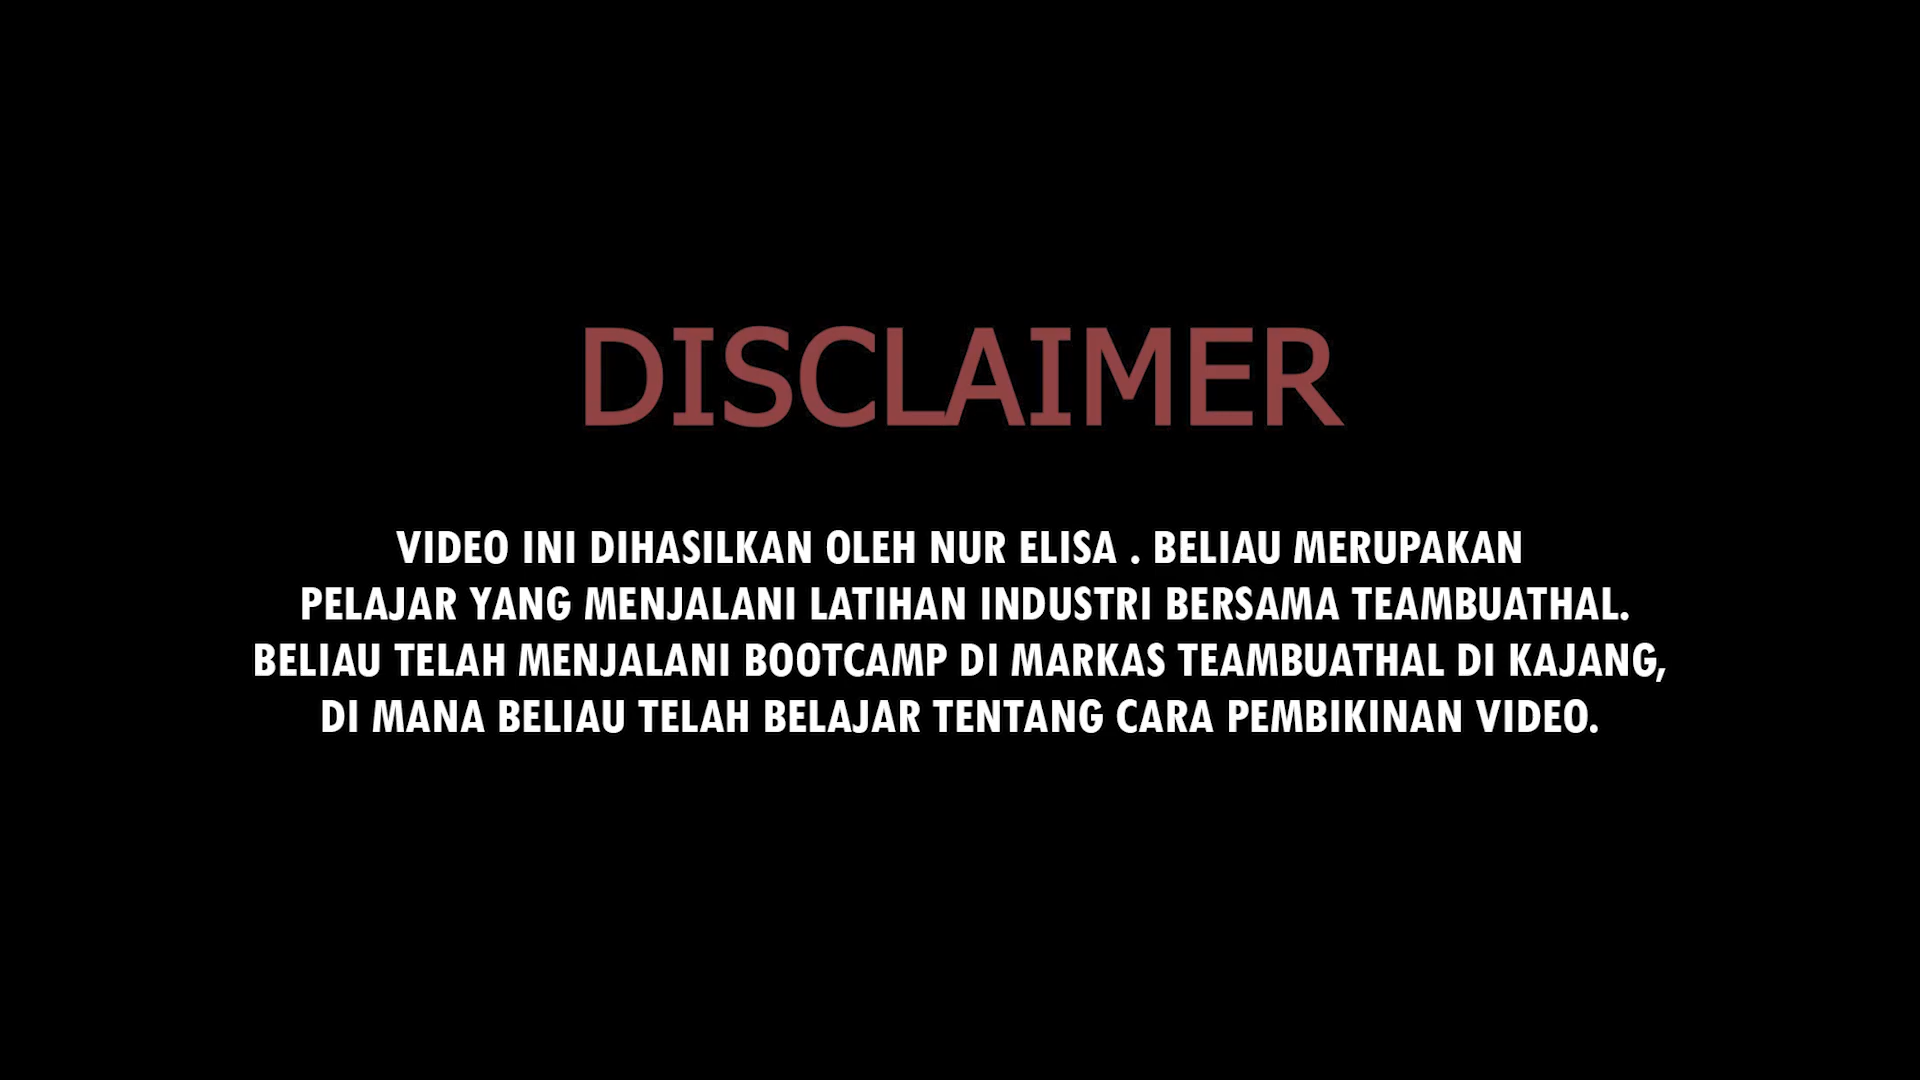 DISCLAIMER
VIDEO INI DIHASILKAN OLEH NUR ELISA . BELIAU MERUPAKAN
PELAJAR YANG MENJALANI LATIHAN INDUSTRI BERSAMA TEAMBUATHAL.
BELIAU TELAH MENJALANI BOOTCAMP DI MARKAS TEAMBUATHAL DI KAJANG,
DI MANA BELIAU TELAH BELAJAR TENTANG CARA PEMBIKINAN VIDEO.